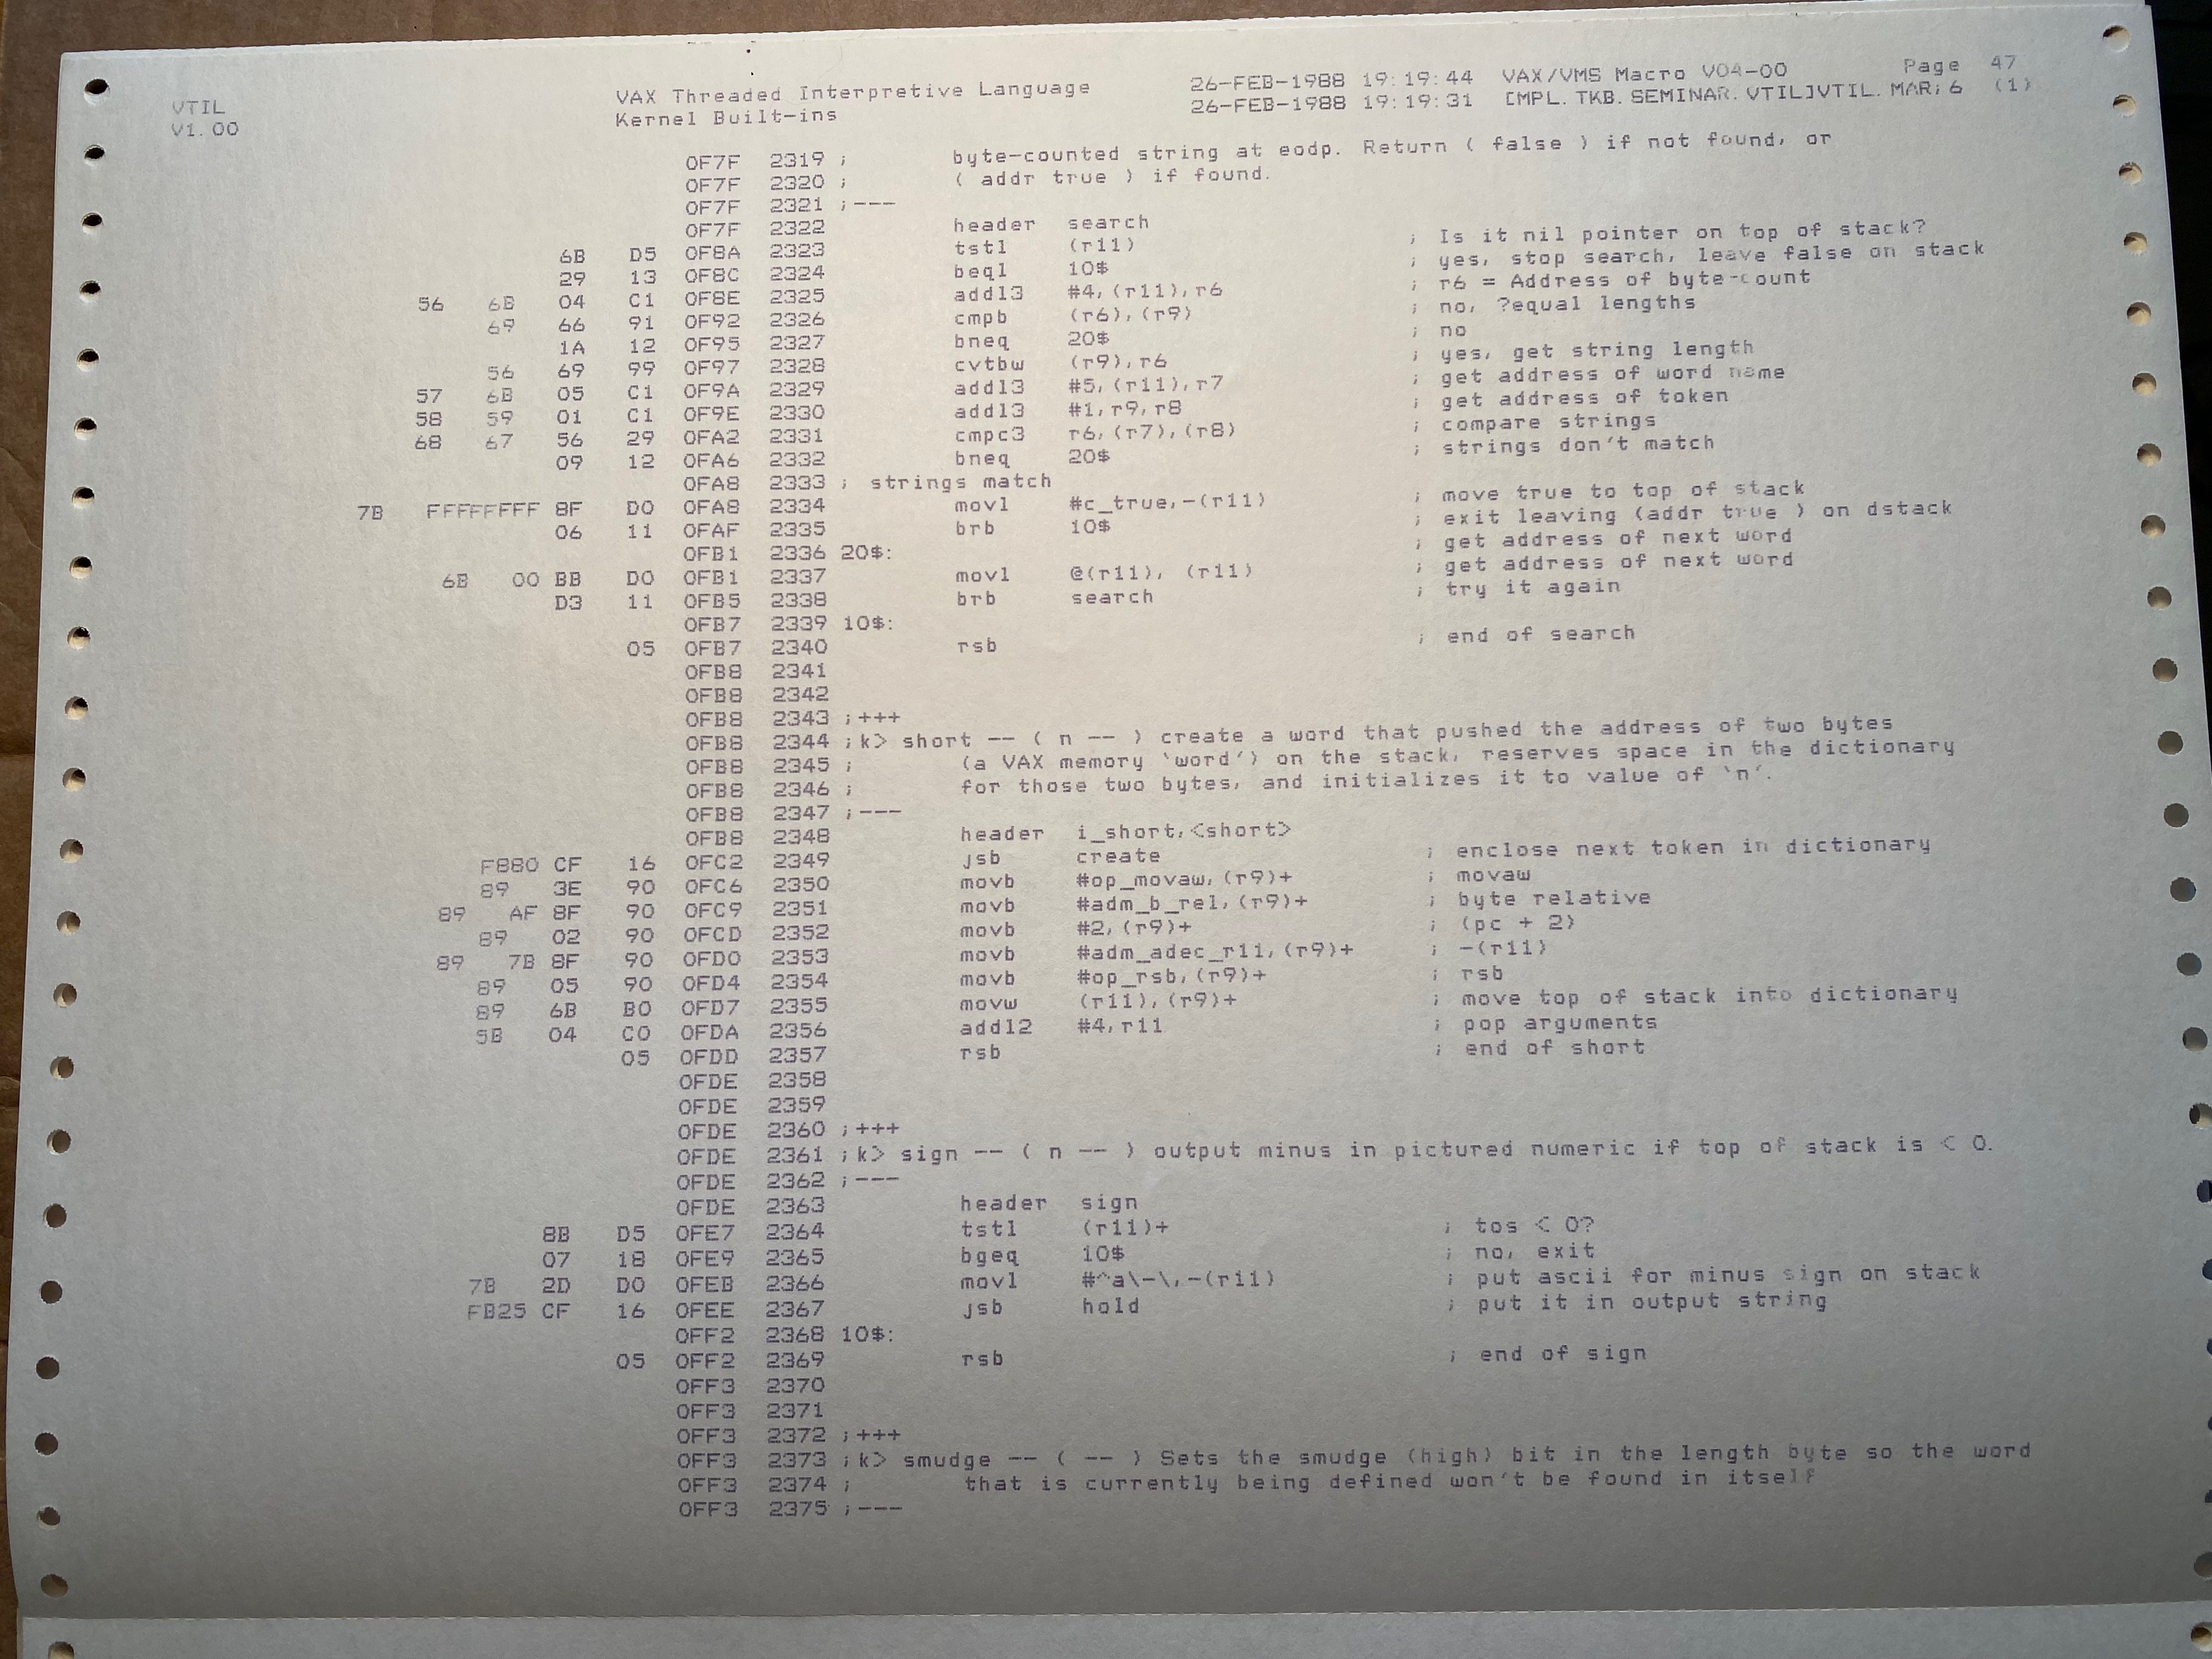 VTIL VAX Threaded Interpretive Language 26-FEB-1988 19:19:44 VAX/VMS Macro V04-00 Page 47
V1.00 Kernel Built-ins 26-FEB-1988 19:19:31 [MPL.TKB.SEMINAR.VTIL]VTIL.MAR;6 (1)
0F7F 2319 ; byte-counted string at eodp. Return ( false ) if not found, or
0F7F 2320 ; ( addr true ) if found.
0F7F 2321 ;---
0F7F 2322 header search
6B D5 0F8A 2323 tstl (r11) ; Is it nil pointer on top of stack?
29 13 0F8C 2324 beql 10$ ; yes, stop search, leave false on stack
56 6B 04 C1 0F8E 2325 addl3 #4,(r11),r6 ; r6 = Address of byte-count
69 66 91 0F92 2326 cmpb (r6),(r9) ; no, ?equal lengths
1A 12 0F95 2327 bneq 20$ ; no
56 69 99 0F97 2328 cvtbw (r9),r6 ; yes, get string length
57 6B 05 C1 0F9A 2329 addl3 #5,(r11),r7 ; get address of word name
58 59 01 C1 0F9E 2330 addl3 #1,r9,r8 ; get address of token
68 67 56 29 0FA2 2331 cmpc3 r6,(r7),(r8) ; compare strings
09 12 0FA6 2332 bneq 20$ ; strings don't match
0FA8 2333 ; strings match
7B FFFFFFFF 8F D0 0FA8 2334 movl #c_true,-(r11) ; move true to top of stack
06 11 0FAF 2335 brb 10$ ; exit leaving (addr true ) on dstack
0FB1 2336 20$: ; get address of next word
6B 00 BB D0 0FB1 2337 movl @(r11), (r11) ; get address of next word
D3 11 0FB5 2338 brb search ; try it again
0FB7 2339 10$:
05 0FB7 2340 rsb ; end of search
0FB8 2341
0FB8 2342
0FB8 2343 ;+++
0FB8 2344 ;k> short -- ( n -- ) create a word that pushed the address of two bytes
0FB8 2345 ; (a VAX memory `word') on the stack, reserves space in the dictionary
0FB8 2346 ; for those two bytes, and initializes it to value of `n'.
0FB8 2347 ;---
0FB8 2348 header i_short,<short>
F880 CF 16 0FC2 2349 jsb create ; enclose next token in dictionary
89 3E 90 0FC6 2350 movb #op_movaw,(r9)+ ; movaw
89 AF 8F 90 0FC9 2351 movb #adm_b_rel,(r9)+ ; byte relative
89 02 90 0FCD 2352 movb #2,(r9)+ ; (pc + 2)
89 7B 8F 90 0FD0 2353 movb #adm_adec_r11,(r9)+ ; -(r11)
89 05 90 0FD4 2354 movb #op_rsb,(r9)+ ; rsb
89 6B B0 0FD7 2355 movw (r11),(r9)+ ; move top of stack into dictionary
5B 04 C0 0FDA 2356 addl2 #4,r11 ; pop arguments
05 0FDD 2357 rsb ; end of short
0FDE 2358
0FDE 2359
0FDE 2360 ;+++
0FDE 2361 ;k> sign -- ( n -- ) output minus in pictured numeric if top of stack is < 0.
0FDE 2362 ;---
0FDE 2363 header sign
8B D5 0FE7 2364 tstl (r11)+ ; tos < 0?
07 18 0FE9 2365 bgeq 10$ ; no, exit
7B 2D D0 0FEB 2366 movl #^a\-\,-(r11) ; put ascii for minus sign on stack
FB25 CF 16 0FEE 2367 jsb hold ; put it in output string
0FF2 2368 10$:
05 0FF2 2369 rsb ; end of sign
0FF3 2370
0FF3 2371
0FF3 2372 ;+++
0FF3 2373 ;k> smudge -- ( -- ) Sets the smudge (high) bit in the length byte so the word
0FF3 2374 ; that is currently being defined won't be found in itself
0FF3 2375 ;---